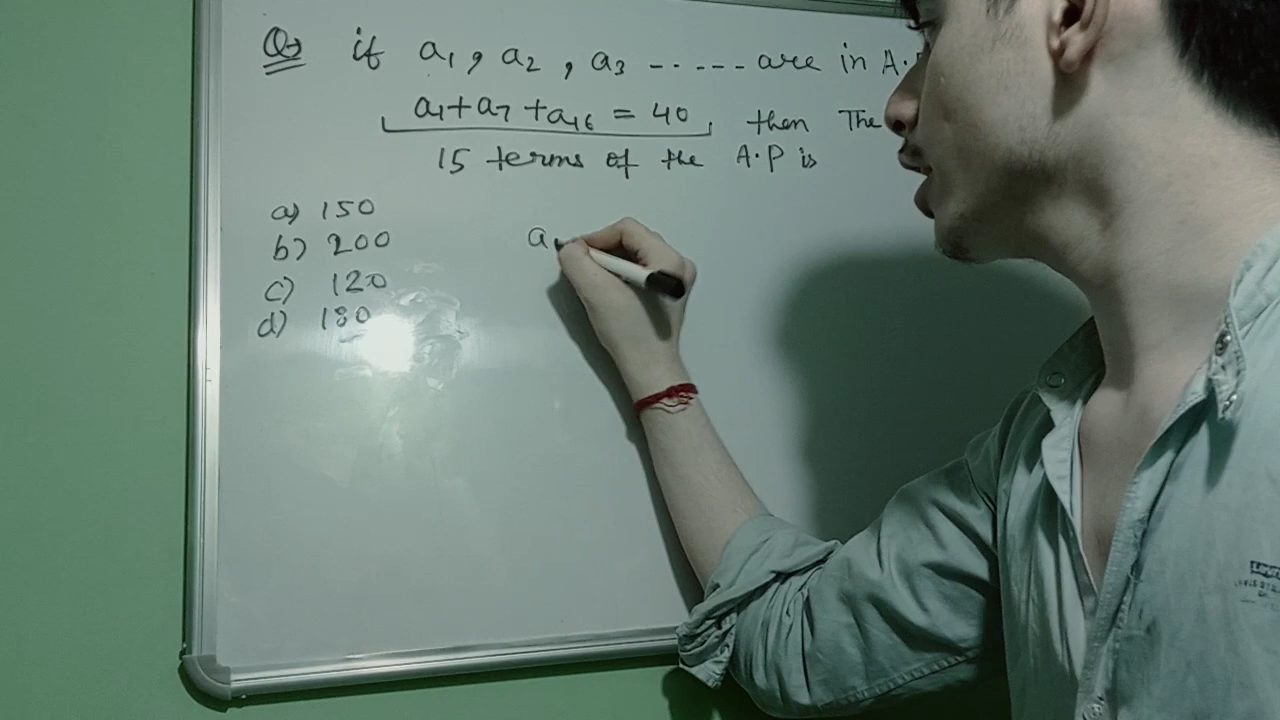 Q→ if a1, a2, a3 ----- are in A.
a1+a7+a16 = 40, then The
15 terms of the A.P is
a) 150
b) 200
c) 120
d) 180
a